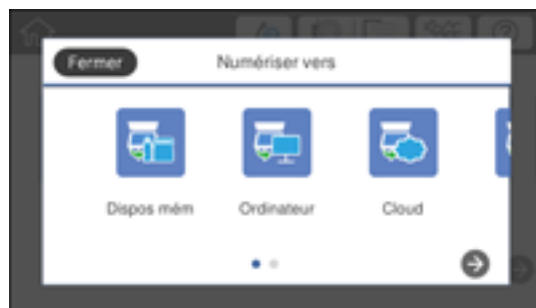 Fermer
Numériser vers
Dispos mém
Ordinateur
Cloud